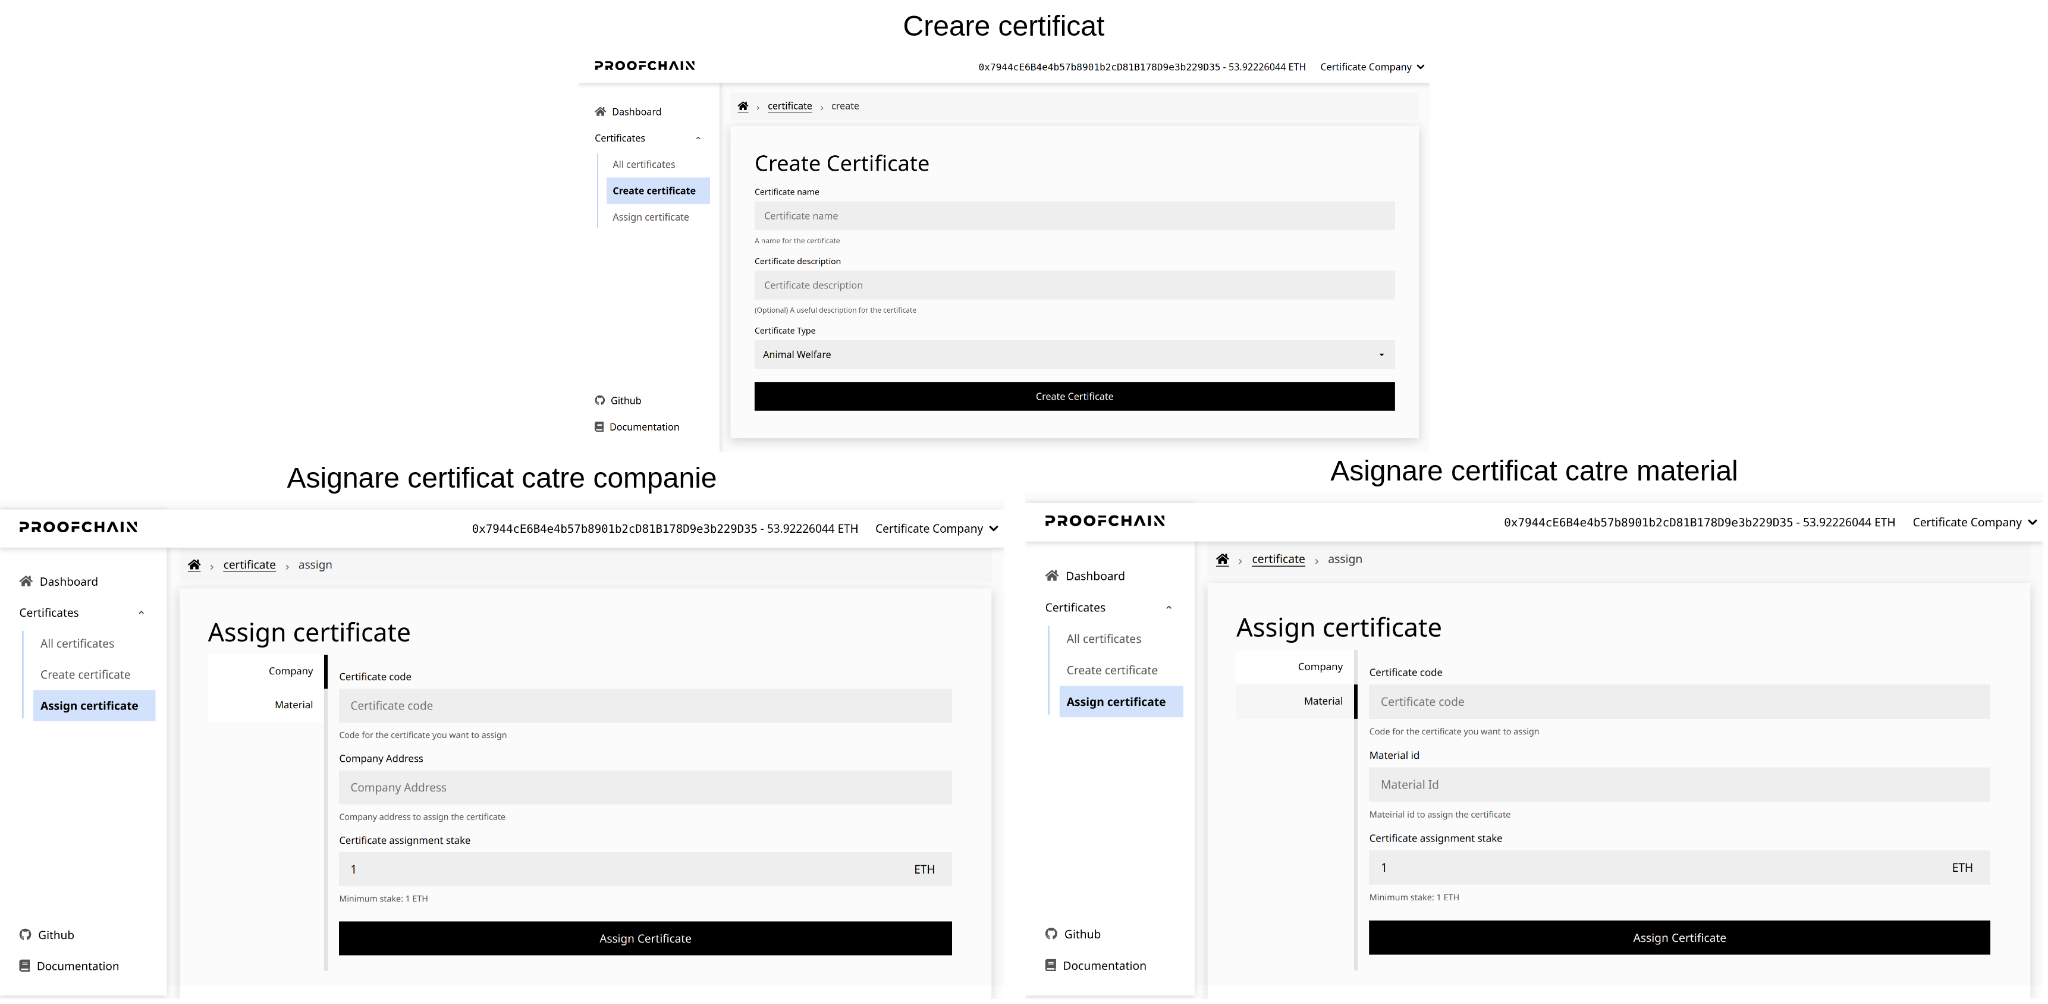 Creare certificat
PROOFCHAIN
0x7944cE6B4e4b57b8901b2cD81B178D9e3b229D35 - 53.92226044 ETH
Certificate Company
Dashboard
Certificates
All certificates
Create certificate
Assign certificate
Github
Documentation
certificate › create
Create Certificate
Certificate name
Certificate name
A name for the certificate
Certificate description
Certificate description
(Optional) A useful description for the certificate
Certificate Type
Animal Welfare
Create Certificate
Asignare certificat catre companie
PROOFCHAIN
0x7944cE6B4e4b57b8901b2cD81B178D9e3b229D35 - 53.92226044 ETH
Certificate Company
Dashboard
Certificates
All certificates
Create certificate
Assign certificate
Github
Documentation
certificate › assign
Assign certificate
Company
Material
Certificate code
Certificate code
Code for the certificate you want to assign
Company Address
Company Address
Company address to assign the certificate
Certificate assignment stake
1 ETH
Minimum stake: 1 ETH
Assign Certificate
Asignare certificat catre material
PROOFCHAIN
0x7944cE6B4e4b57b8901b2cD81B178D9e3b229D35 - 53.92226044 ETH
Certificate Company
Dashboard
Certificates
All certificates
Create certificate
Assign certificate
Github
Documentation
certificate › assign
Assign certificate
Company
Material
Certificate code
Certificate code
Code for the certificate you want to assign
Material id
Material Id
Mateirial id to assign the certificate
Certificate assignment stake
1 ETH
Minimum stake: 1 ETH
Assign Certificate